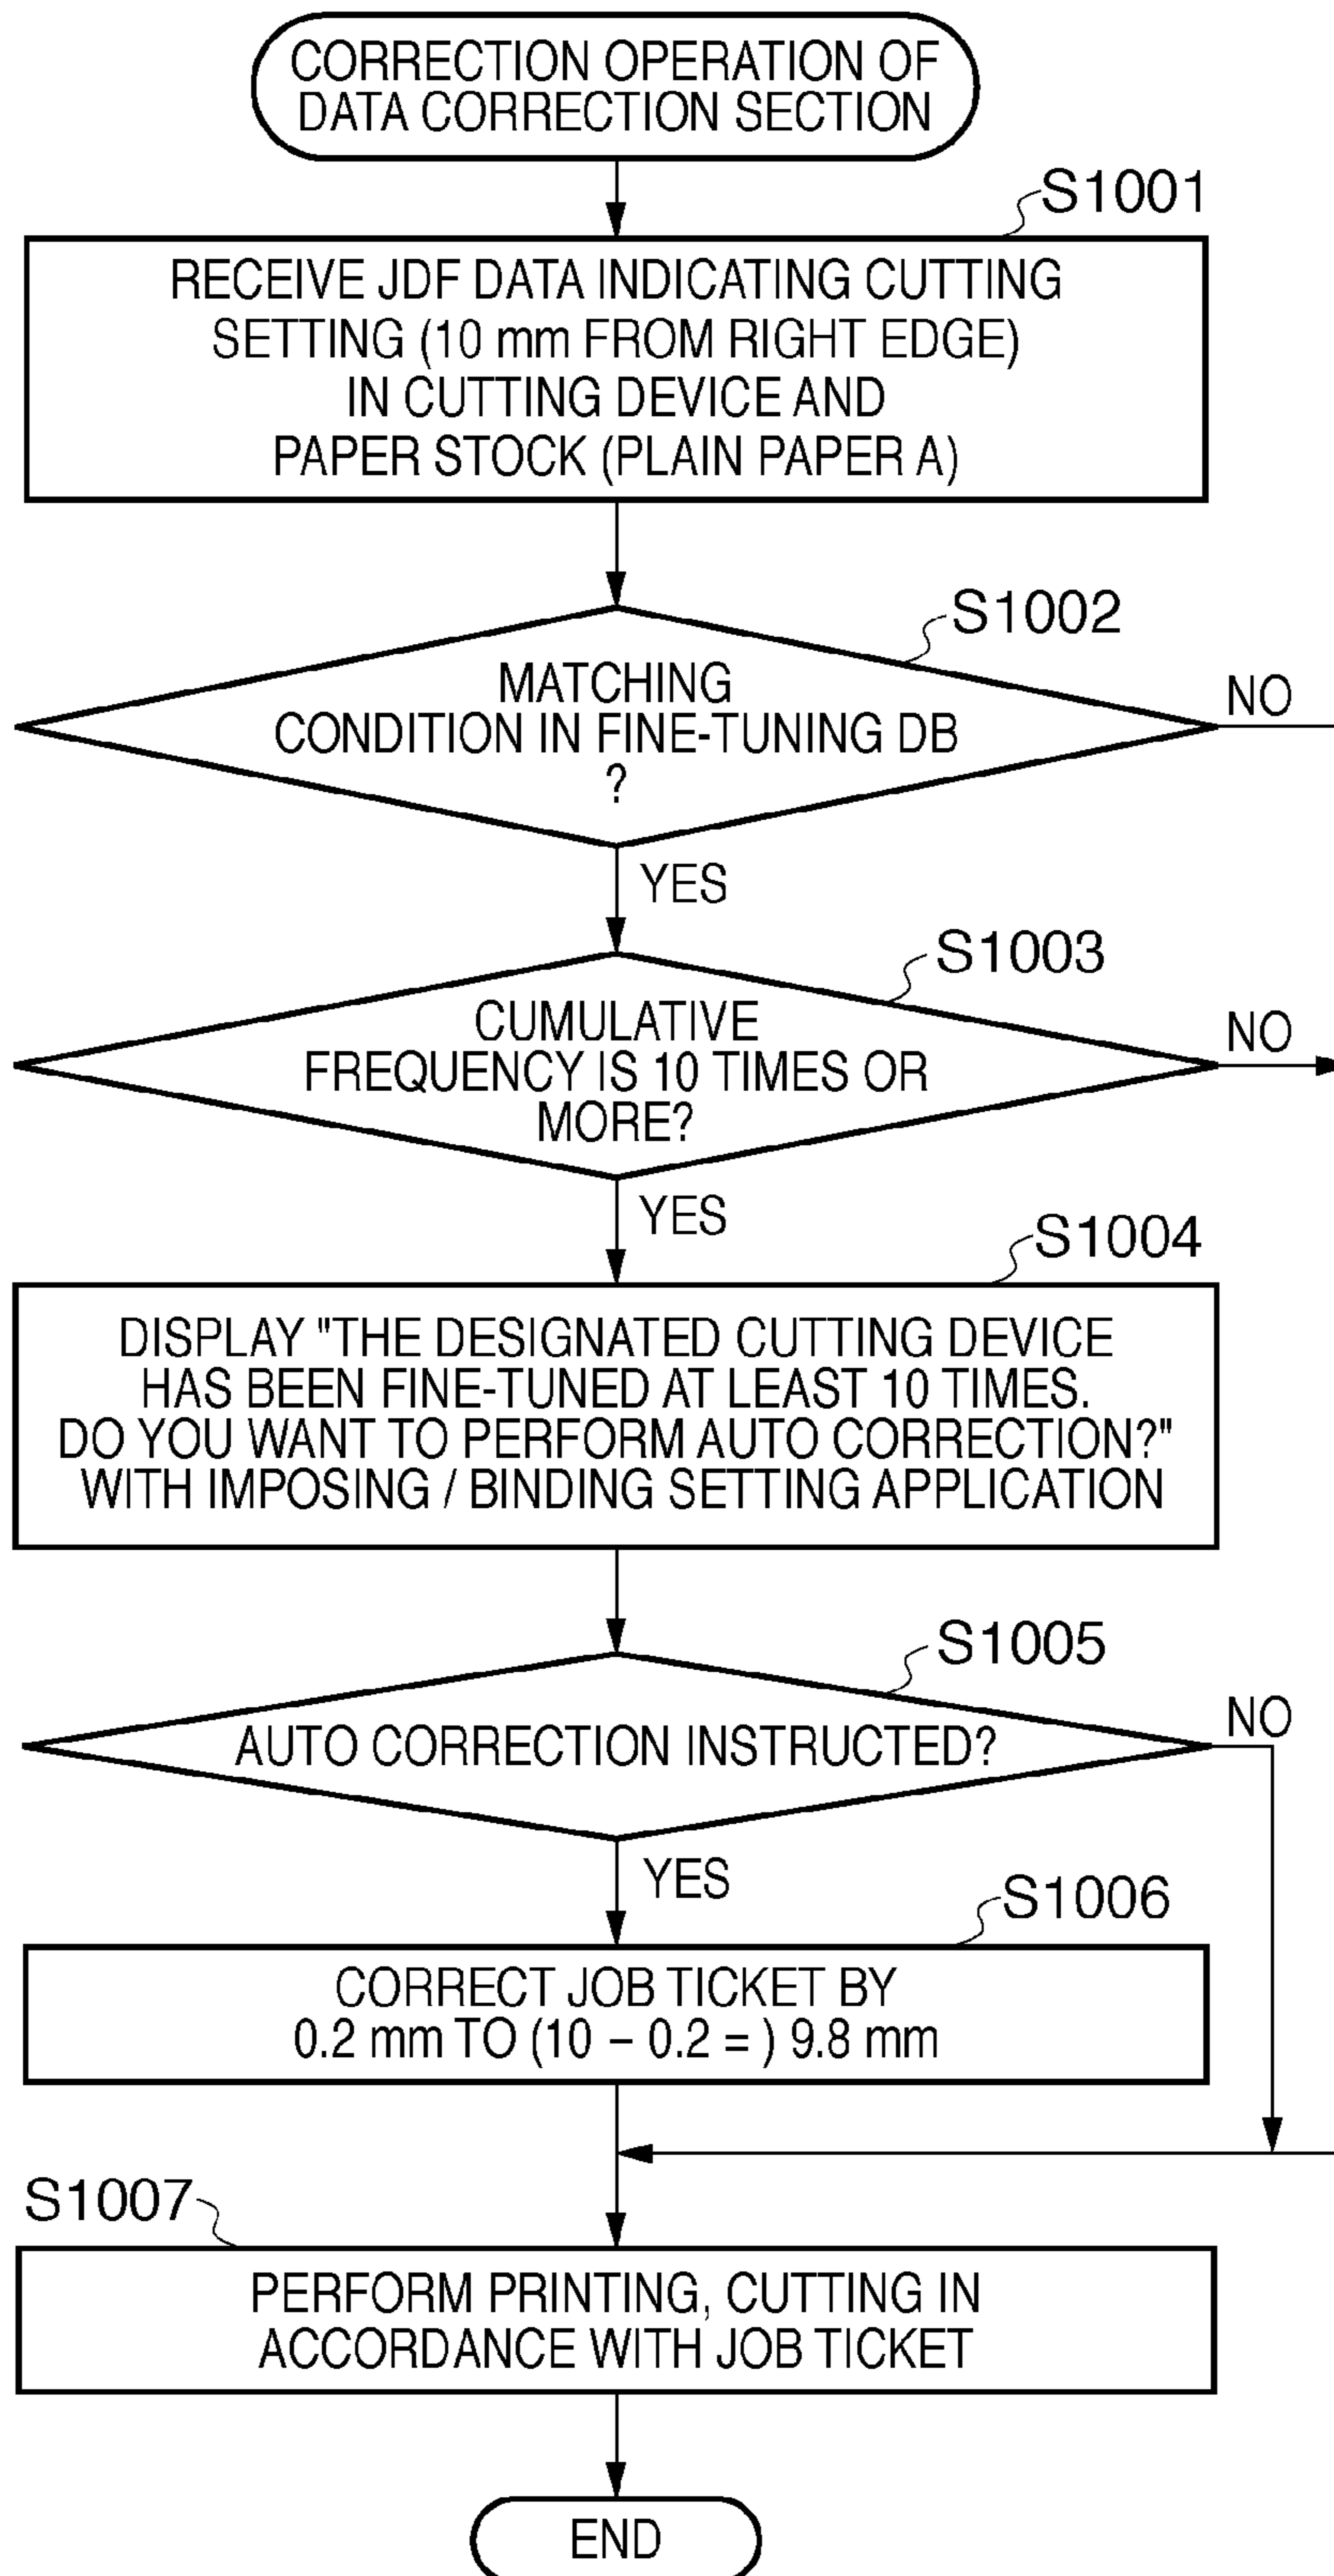 CORRECTION OPERATION OF
DATA CORRECTION SECTION
S1001
RECEIVE JDF DATA INDICATING CUTTING
SETTING (10 mm FROM RIGHT EDGE)
IN CUTTING DEVICE AND
PAPER STOCK (PLAIN PAPER A)
S1002
MATCHING
CONDITION IN FINE-TUNING DB
?
NO
YES
S1003
CUMULATIVE
FREQUENCY IS 10 TIMES OR
MORE?
NO
YES
S1004
DISPLAY "THE DESIGNATED CUTTING DEVICE
HAS BEEN FINE-TUNED AT LEAST 10 TIMES.
DO YOU WANT TO PERFORM AUTO CORRECTION?"
WITH IMPOSING / BINDING SETTING APPLICATION
S1005
AUTO CORRECTION INSTRUCTED?
NO
YES
S1006
CORRECT JOB TICKET BY
0.2 mm TO (10 – 0.2 = ) 9.8 mm
S1007
PERFORM PRINTING, CUTTING IN
ACCORDANCE WITH JOB TICKET
END